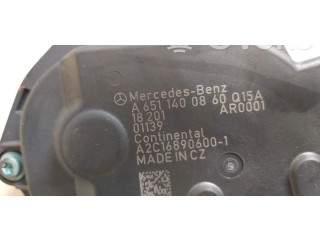 Mercedes-Benz
A 651 140 08 60 Q15A
18 201 AR0001
01139
Continental
A2C16890600-1
MADE IN CZ